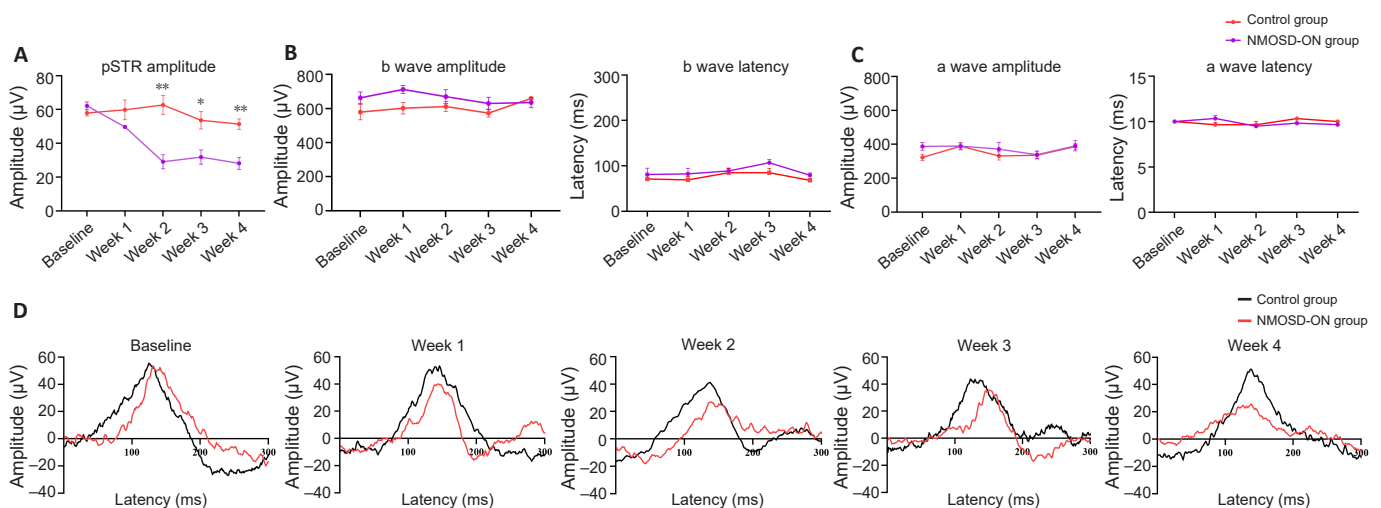 Control group
NMOSD-ON group
A
pSTR amplitude
Amplitude (µV)
80
60
40
20
0
**
*
**
Baseline
Week 1
Week 2
Week 3
Week 4
B
b wave amplitude
Amplitude (µV)
800
600
400
200
0
Baseline
Week 1
Week 2
Week 3
Week 4
b wave latency
Latency (ms)
300
200
100
0
Baseline
Week 1
Week 2
Week 3
Week 4
C
a wave amplitude
Amplitude (µV)
800
600
400
200
0
Baseline
Week 1
Week 2
Week 3
Week 4
a wave latency
Latency (ms)
15
10
5
0
Baseline
Week 1
Week 2
Week 3
Week 4
D
Control group
NMOSD-ON group
Baseline
Amplitude (µV)
60
40
20
0
–20
–40
100
200
300
Latency (ms)
Week 1
Amplitude (µV)
60
40
20
0
–20
–40
100
200
300
Latency (ms)
Week 2
Amplitude (µV)
60
40
20
0
–20
–40
100
200
300
Latency (ms)
Week 3
Amplitude (µV)
60
40
20
0
–20
–40
100
200
300
Latency (ms)
Week 4
Amplitude (µV)
60
40
20
0
–20
–40
100
200
300
Latency (ms)